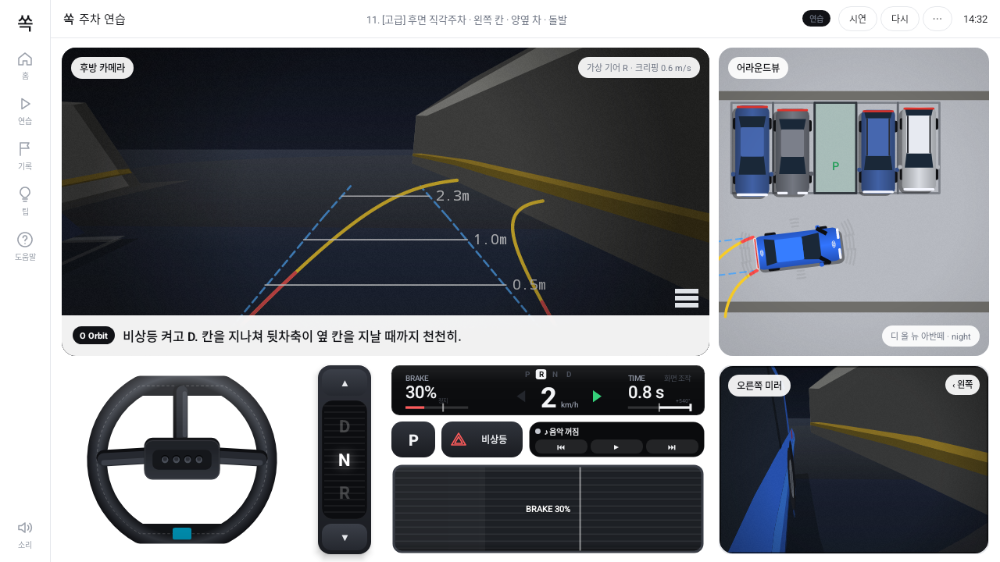 쏙
쏙 주차 연습
11. [고급] 후면 직각주차 · 왼쪽 칸 · 양옆 차 · 돌발
연습
시연
다시
···
14:32
홈
연습
기록
팁
도움말
소리
후방 카메라
가상 기어 R · 크리핑 0.6 m/s
2.3m
1.0m
0.5m
O Orbit
비상등 켜고 D. 칸을 지나쳐 뒷차축이 옆 칸을 지날 때까지 천천히.
어라운드뷰
P
디 올 뉴 아반떼 · night
D
N
R
BRAKE
30%
P R N D
2 km/h
TIME
화면 조작
0.8 s
P
비상등
♪ 음악 꺼짐
BRAKE 30%
오른쪽 미러
‹ 왼쪽